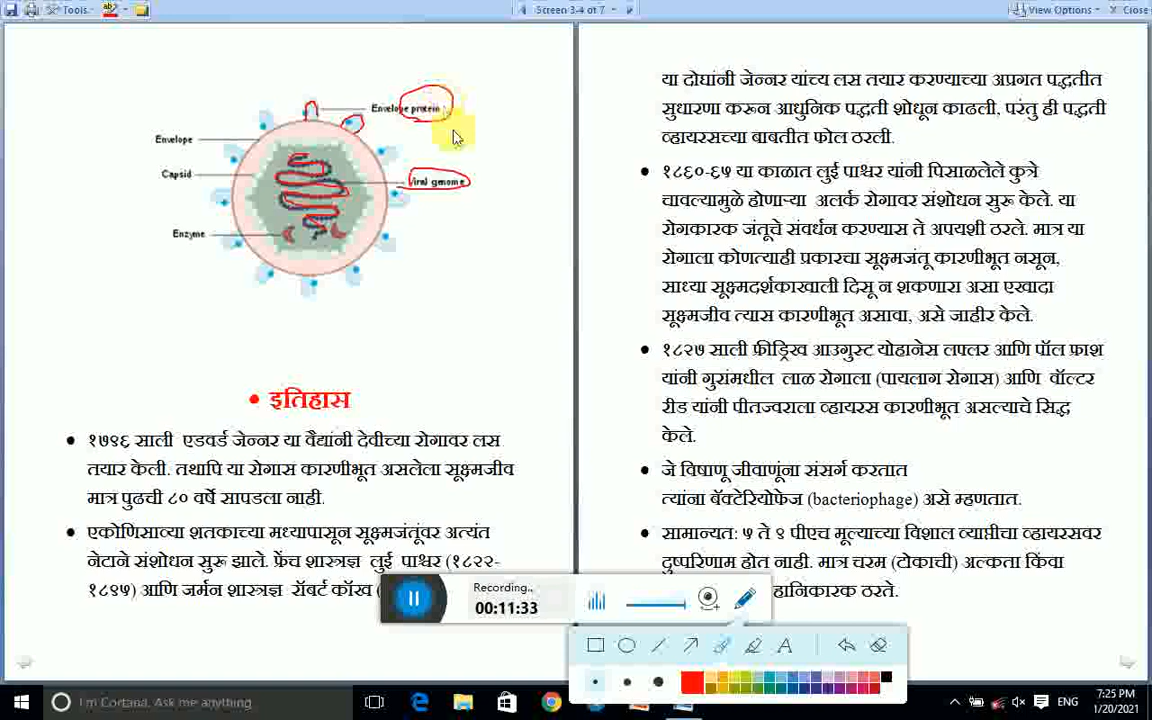 Tools
Screen 3-4 of 7
View Options
Close
Envelope protein
Envelope
Capsid
Viral genome
Enzyme
• इतिहास
• १७९६ साली एडवर्ड जेन्नर या वैद्यांनी देवीच्या रोगावर लस
तयार केली. तथापि या रोगास कारणीभूत असलेला सूक्ष्मजीव
मात्र पुढची ८० वर्षे सापडला नाही.
• एकोणिसाव्या शतकाच्या मध्यापासून सूक्ष्मजंतूंवर अत्यंत
नेटाने संशोधन सुरू झाले. फ्रेंच शास्त्रज्ञ लुई पाश्चर (१८२२-
१८९५) आणि जर्मन शास्त्रज्ञ रॉबर्ट कॉख (
या दोघांनी जेन्नर यांच्य लस तयार करण्याच्या अप्रगत पद्धतीत
सुधारणा करून आधुनिक पद्धती शोधून काढली, परंतु ही पद्धती
व्हायरसच्या बाबतीत फोल ठरली.
• १८६०-६५ या काळात लुई पाश्चर यांनी पिसाळलेले कुत्रे
चावल्यामुळे होणाऱ्या अलर्क रोगावर संशोधन सुरू केले. या
रोगकारक जंतूचे संवर्धन करण्यास ते अपयशी ठरले. मात्र या
रोगाला कोणत्याही प्रकारचा सूक्ष्मजंतू कारणीभूत नसून,
साध्या सूक्ष्मदर्शकाखाली दिसू न शकणारा असा एखादा
सूक्ष्मजीव त्यास कारणीभूत असावा, असे जाहीर केले.
• १८२७ साली फ्रीड्रिख आउगुस्ट योहानेस लफ्लर आणि पॉल फ्राश
यांनी गुरांमधील लाळ रोगाला (पायलाग रोगास) आणि वॉल्टर
रीड यांनी पीतज्वराला व्हायरस कारणीभूत असल्याचे सिद्ध
केले.
• जे विषाणू जीवाणूंना संसर्ग करतात
त्यांना बॅक्टेरियोफेज (bacteriophage) असे म्हणतात.
• सामान्यत: ५ ते ९ पीएच मूल्याच्या विशाल व्याप्तीचा व्हायरसवर
दुष्परिणाम होत नाही. मात्र चरम (टोकाची) अल्कता किंवा
हानिकारक ठरते.
Recording..
00:11:33
A
I'm Cortana. Ask me anything
ENG
7:25 PM
1/20/2021